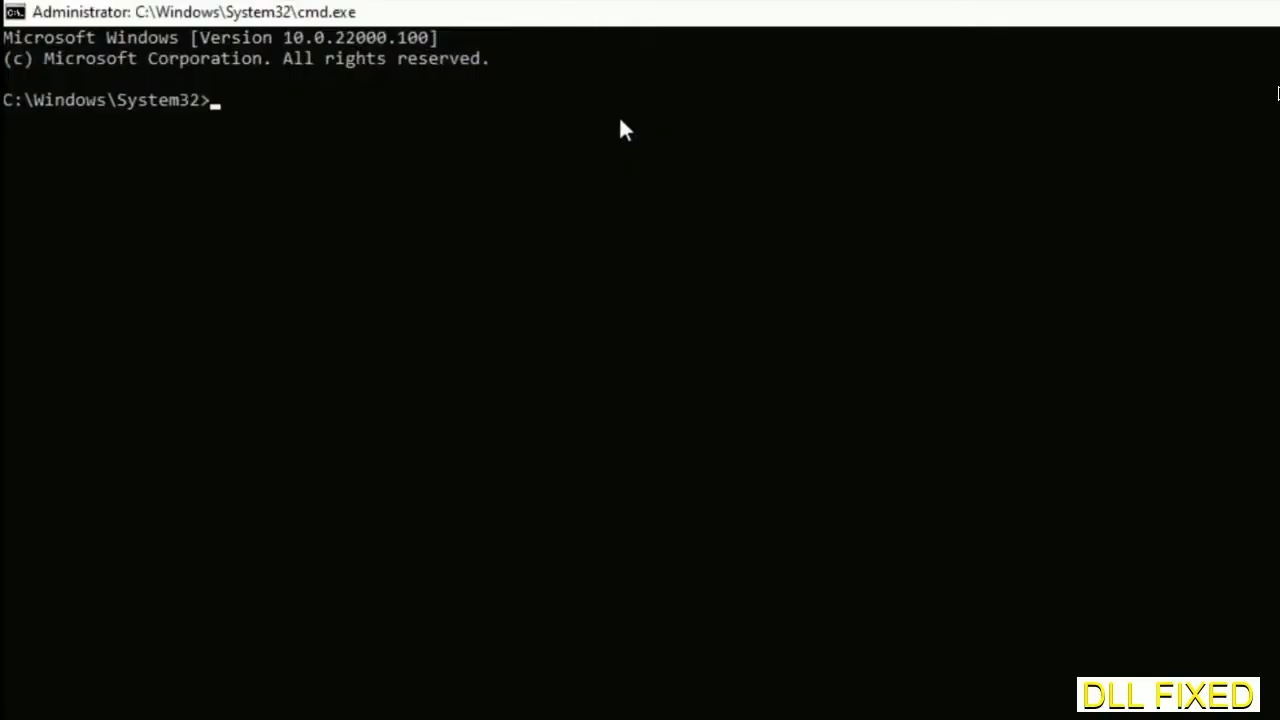 Administrator: C:\Windows\System32\cmd.exe
Microsoft Windows [Version 10.0.22000.100]
(c) Microsoft Corporation. All rights reserved.
C:\Windows\System32>
DLL FIXED